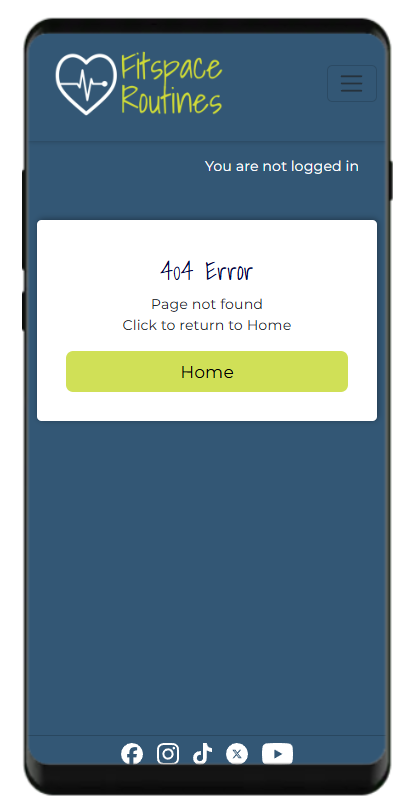 Fitspace
Routines
You are not logged in
404 Error
Page not found
Click to return to Home
Home